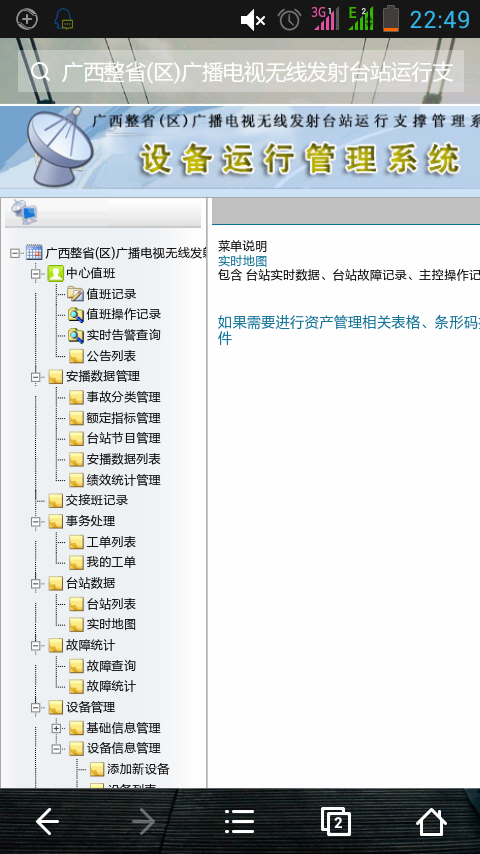 3G 1 E 2 22:49
广西整省(区)广播电视无线发射台站运行支
广西整省(区)广播电视无线发射台站运行支撑管理系
设备运行管理系统
广西整省(区)广播电视无线发射
中心值班
值班记录
值班操作记录
实时告警查询
公告列表
安播数据管理
事故分类管理
额定指标管理
台站节目管理
安播数据列表
绩效统计管理
交接班记录
事务处理
工单列表
我的工单
台站数据
台站列表
实时地图
故障统计
故障查询
故障统计
设备管理
基础信息管理
设备信息管理
添加新设备
设备列表
菜单说明
实时地图
包含 台站实时数据、台站故障记录、主控操作记
如果需要进行资产管理相关表格、条形码
件
2